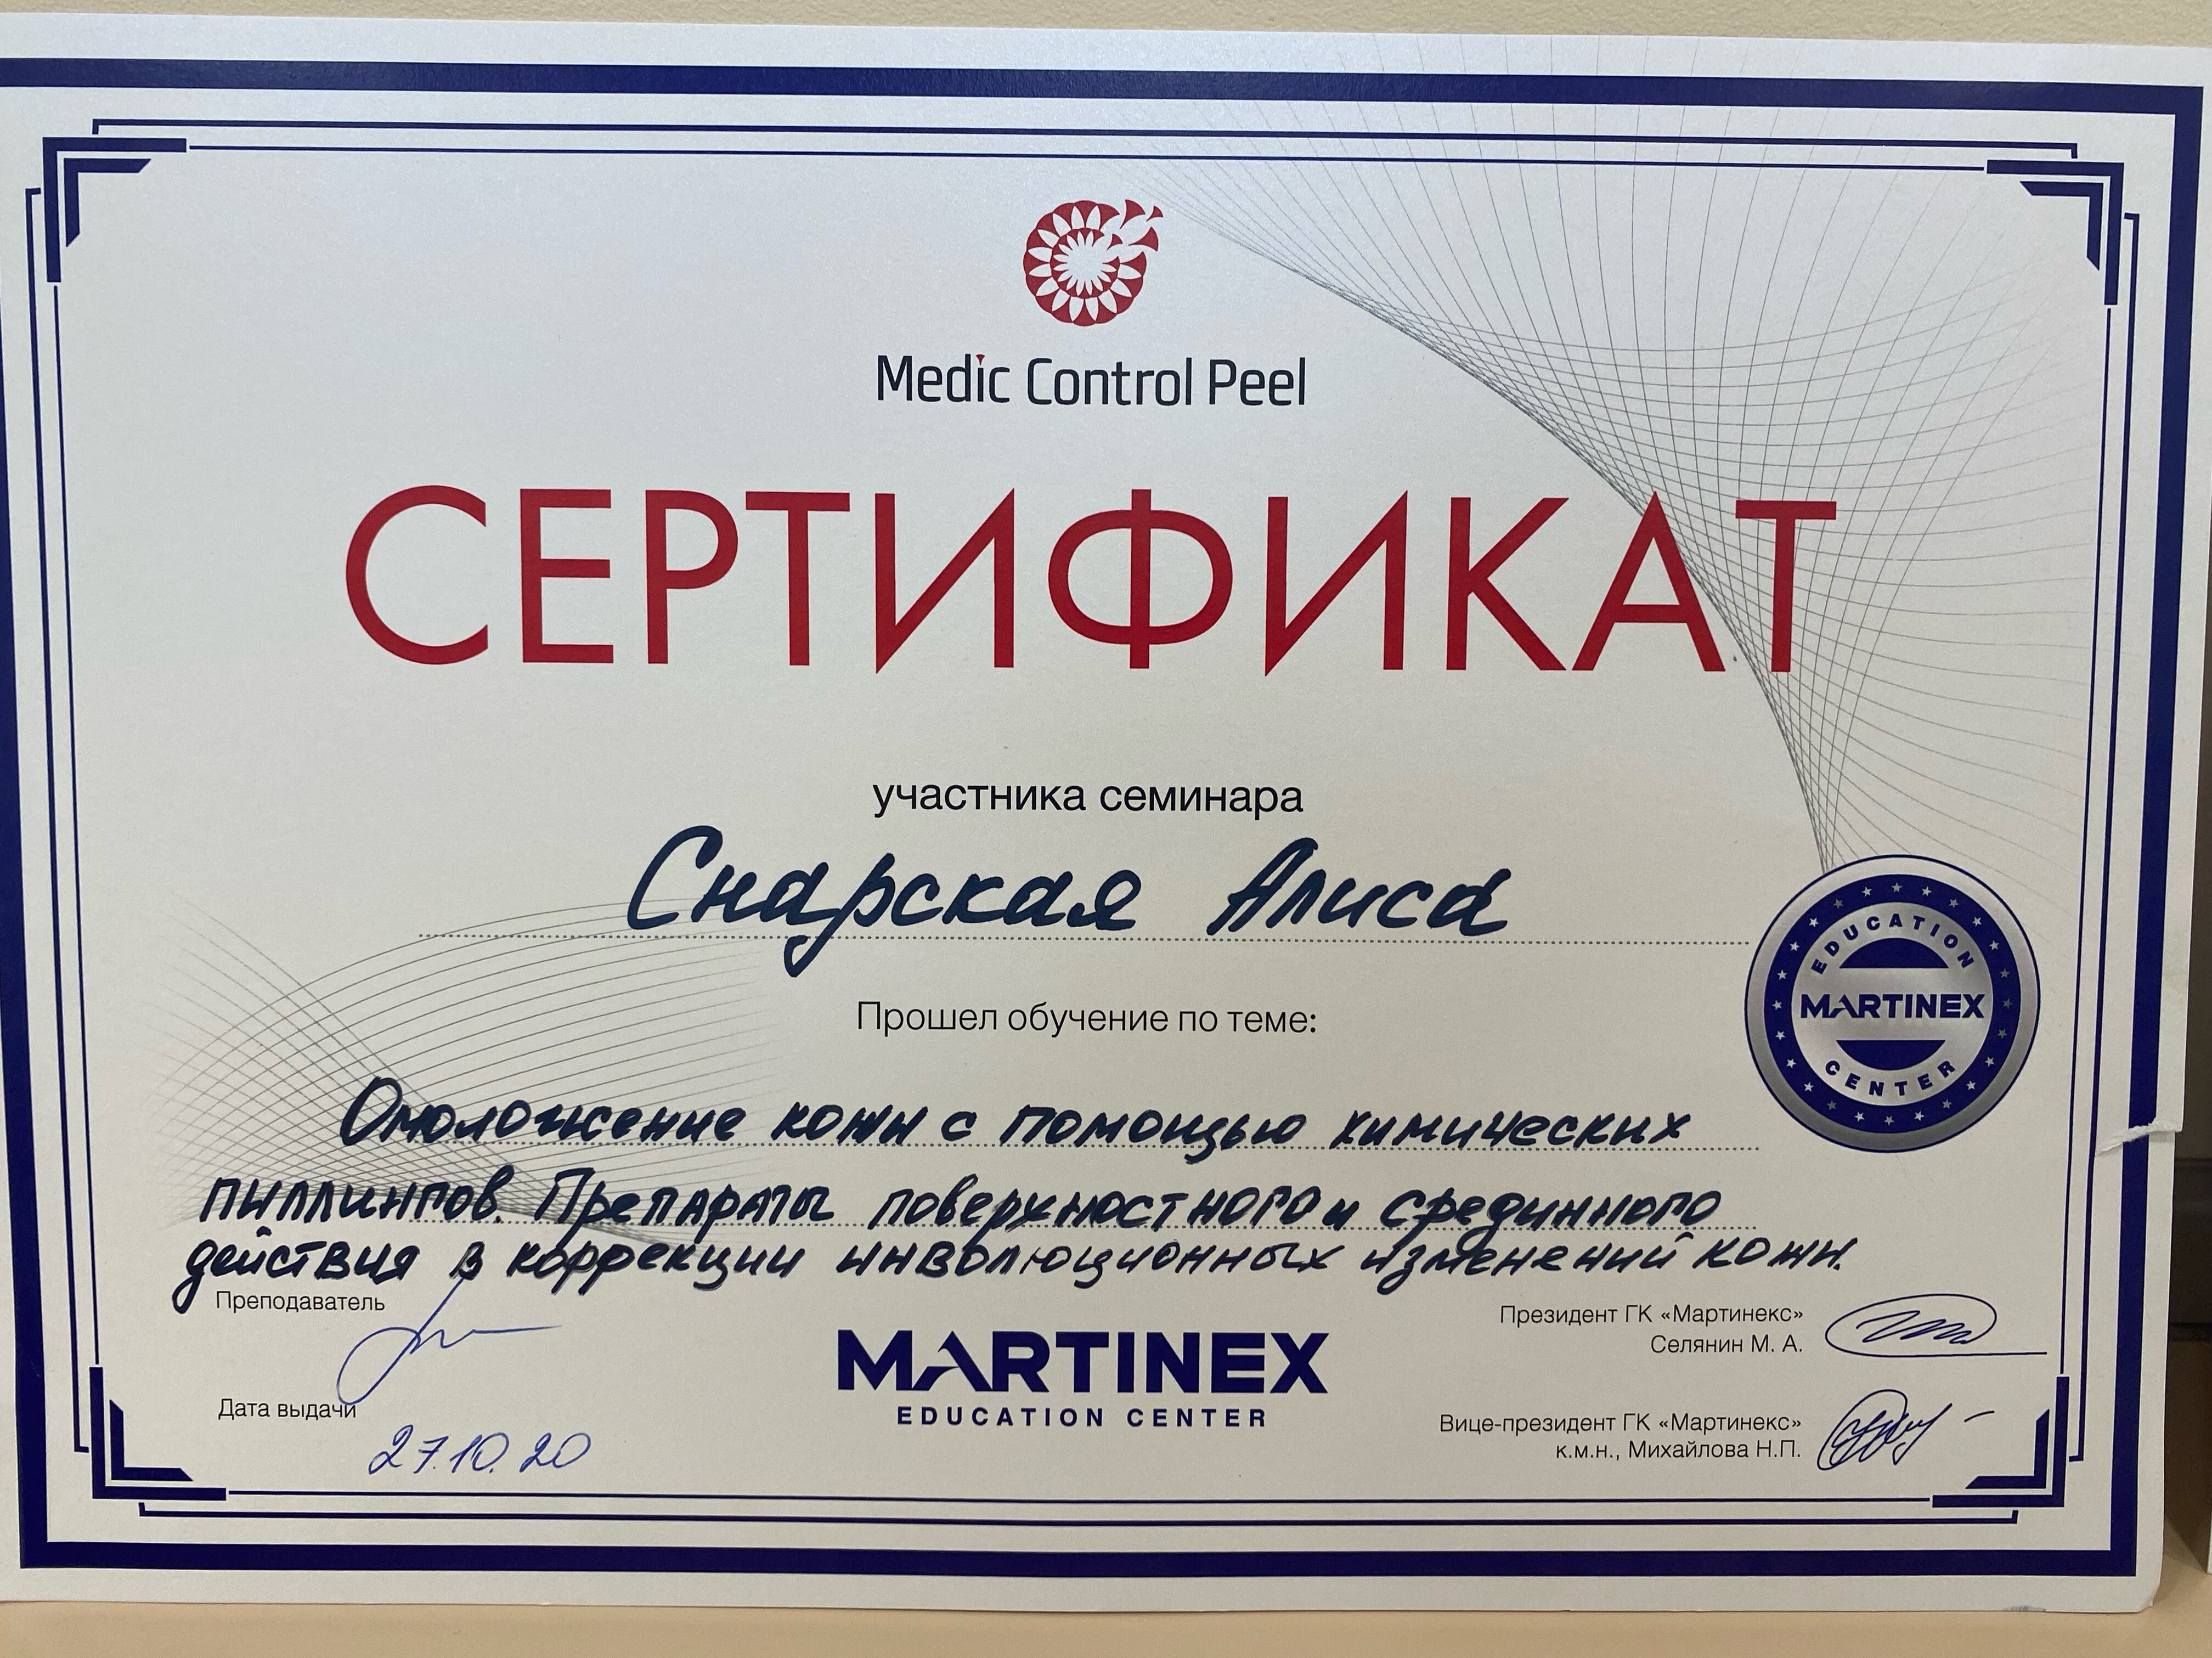 Medic Control Peel
СЕРТИФИКАТ
участника семинара
Снарская Алиса
Прошел обучение по теме:
EDUCATION
MARTINEX
CENTER
Омоложение кожи с помощью химических
пиллингов. Препараты поверхностного и срединного
действия в коррекции инволюционных изменений кожи.
Преподаватель
Дата выдачи
27.10.20
MARTINEX
EDUCATION CENTER
Президент ГК «Мартинекс»
Селянин М. А.
Вице-президент ГК «Мартинекс»
к.м.н., Михайлова Н.П.